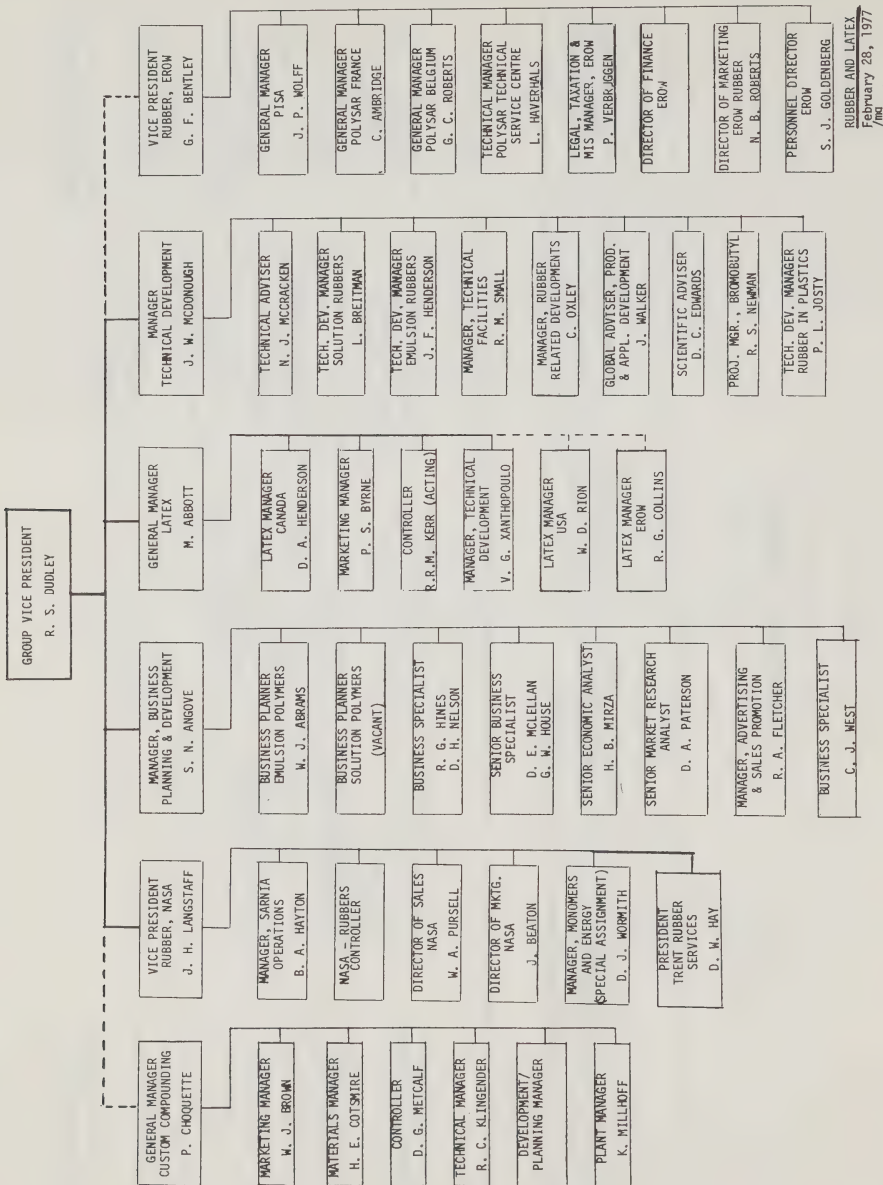 GROUP VICE PRESIDENT
R. S. DUDLEY
GENERAL MANAGER
CUSTOM COMPOUNDING
P. CHOQUETTE
MARKETING MANAGER
W. J. BROWN
MATERIALS MANAGER
H. E. COTSMIRE
CONTROLLER
D. G. METCALF
TECHNICAL MANAGER
R. C. KLINGENDER
DEVELOPMENT/
PLANNING MANAGER
PLANT MANAGER
K. MILLHOFF
VICE PRESIDENT
RUBBER, NASA
J. H. LANGSTAFF
MANAGER, SARNIA
OPERATIONS
B. A. HAYTON
NASA - RUBBERS
CONTROLLER
DIRECTOR OF SALES
NASA
W. A. PURSELL
DIRECTOR OF MKTG.
NASA
J. BEATON
MANAGER, MONOMERS
AND ENERGY
(SPECIAL ASSIGNMENT)
D. J. WORMITH
PRESIDENT
TRENT RUBBER
SERVICES
D. W. HAY
MANAGER, BUSINESS
PLANNING & DEVELOPMENT
S. N. ANGOVE
BUSINESS PLANNER
EMULSION POLYMERS
W. J. ABRAMS
BUSINESS PLANNER
SOLUTION POLYMERS
(VACANT)
BUSINESS SPECIALIST
R. G. HINES
D. H. NELSON
SENIOR BUSINESS
SPECIALIST
D. E. MCLELLAN
G. W. HOUSE
SENIOR ECONOMIC ANALYST
H. B. MIRZA
SENIOR MARKET RESEARCH
ANALYST
D. A. PATERSON
MANAGER, ADVERTISING
& SALES PROMOTION
R. A. FLETCHER
BUSINESS SPECIALIST
C. J. WEST
GENERAL MANAGER
LATEX
M. ABBOTT
LATEX MANAGER
CANADA
D. A. HENDERSON
MARKETING MANAGER
P. S. BYRNE
CONTROLLER
R.R.M. KERR (ACTING)
MANAGER, TECHNICAL
DEVELOPMENT
V. G. XANTHOPOULO
LATEX MANAGER
USA
W. D. RION
LATEX MANAGER
EROW
R. G. COLLINS
MANAGER
TECHNICAL DEVELOPMENT
J. W. MCDONOUGH
TECHNICAL ADVISER
N. J. MCCRACKEN
TECH. DEV. MANAGER
SOLUTION RUBBERS
L. BREITMAN
TECH. DEV. MANAGER
EMULSION RUBBERS
J. F. HENDERSON
MANAGER, TECHNICAL
FACILITIES
R. M. SMALL
MANAGER, RUBBER
RELATED DEVELOPMENTS
C. OXLEY
GLOBAL ADVISER, PROD.
& APPL. DEVELOPMENT
J. WALKER
SCIENTIFIC ADVISER
D. C. EDWARDS
PROJ. MGR., BROMOBUTYL
R. S. NEWMAN
TECH. DEV. MANAGER
RUBBER IN PLASTICS
P. L. JOSTY
VICE PRESIDENT
RUBBER, EROW
G. F. BENTLEY
GENERAL MANAGER
PISA
J. P. WOLFF
GENERAL MANAGER
POLYSAR FRANCE
C. AMBRIDGE
GENERAL MANAGER
POLYSAR BELGIUM
G. C. ROBERTS
TECHNICAL MANAGER
POLYSAR TECHNICAL
SERVICE CENTRE
L. HAVERHALS
LEGAL, TAXATION &
MIS MANAGER, EROW
P. VERBRUGGEN
DIRECTOR OF FINANCE
EROW
DIRECTOR OF MARKETING
EROW RUBBER
N. B. ROBERTS
PERSONNEL DIRECTOR
EROW
S. J. GOLDENBERG
RUBBER AND LATEX
February 28, 1977
/mq